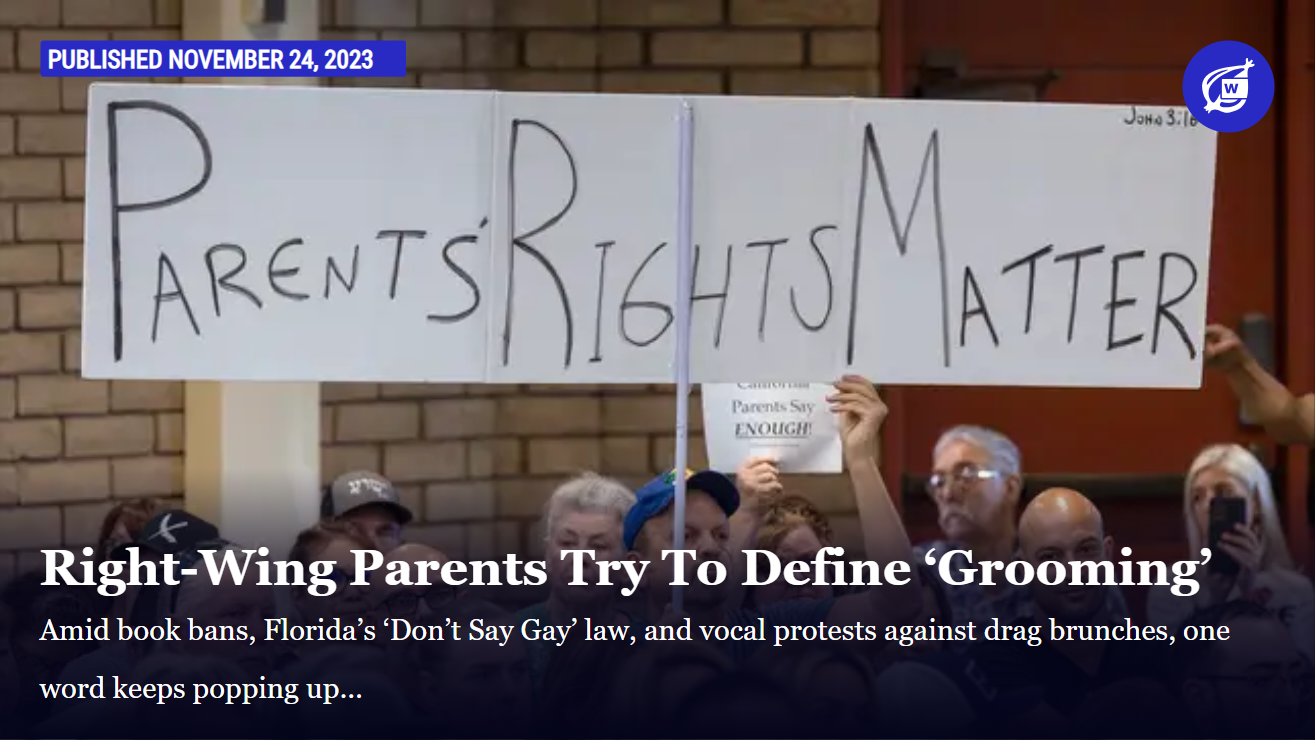 PUBLISHED NOVEMBER 24, 2023
W
John 3:16
PARENTS' RIGHTS MATTER
California
Parents Say
ENOUGH!
Right-Wing Parents Try To Define ‘Grooming’
Amid book bans, Florida’s ‘Don’t Say Gay’ law, and vocal protests against drag brunches, one
word keeps popping up...